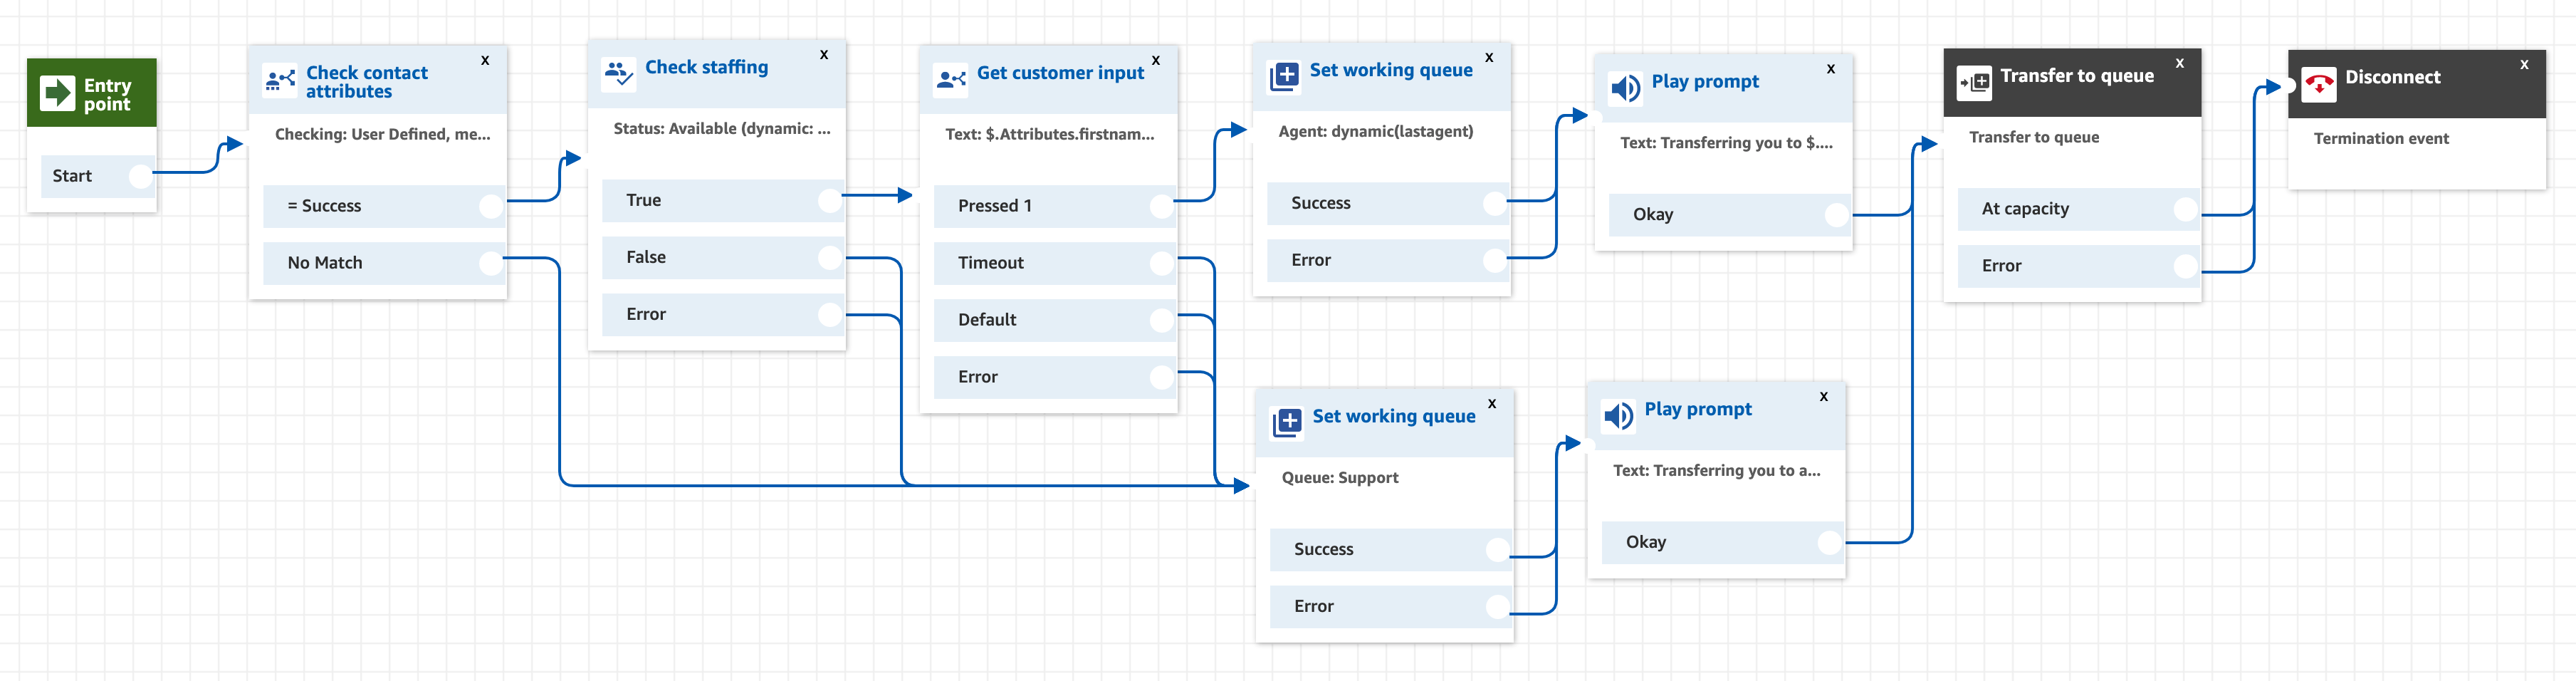 Entry
point
Start
Check contact
attributes
x
Checking: User Defined, me...
= Success
No Match
Check staffing
x
Status: Available (dynamic: ...
True
False
Error
Get customer input
x
Text: $.Attributes.firstnam...
Pressed 1
Timeout
Default
Error
Set working queue
x
Agent: dynamic(lastagent)
Success
Error
Play prompt
x
Text: Transferring you to $....
Okay
Transfer to queue
x
Transfer to queue
At capacity
Error
Disconnect
x
Termination event
Set working queue
x
Queue: Support
Success
Error
Play prompt
x
Text: Transferring you to a...
Okay